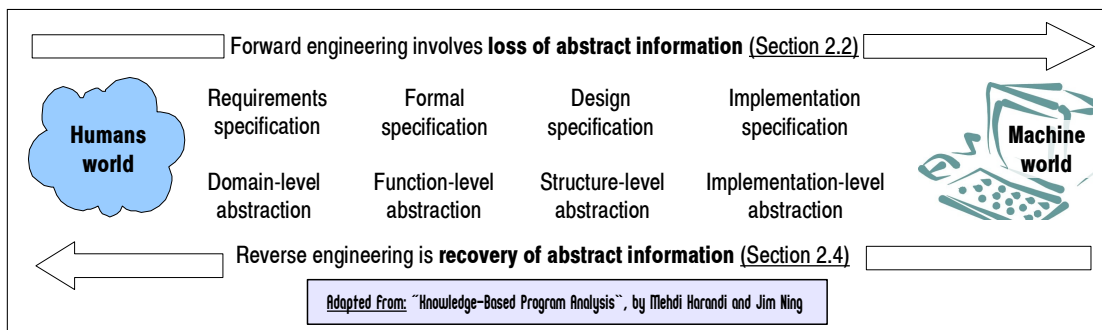 Forward engineering involves loss of abstract information (Section 2.2)
Humans
world
Requirements
specification
Formal
specification
Design
specification
Implementation
specification
Machine
world
Domain-level
abstraction
Function-level
abstraction
Structure-level
abstraction
Implementation-level
abstraction
Reverse engineering is recovery of abstract information (Section 2.4)
Adapted from: ¨Knowledge-Based Program Analysis¨, by Mehdi Harandi and Jim Ning